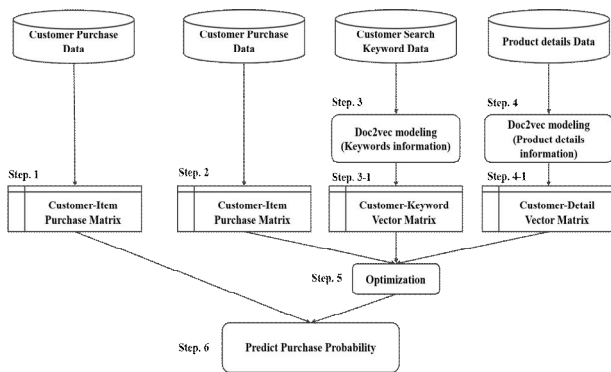 Customer Purchase
Data
Customer Purchase
Data
Customer Search
Keyword Data
Product details Data
Step. 3
Step. 4
Doc2vec modeling
(Keywords information)
Doc2vec modeling
(Product details
information)
Step. 1
Step. 2
Step. 3-1
Step. 4-1
Customer-Item
Purchase Matrix
Customer-Item
Purchase Matrix
Customer-Keyword
Vector Matrix
Customer-Detail
Vector Matrix
Step. 5
Optimization
Step. 6
Predict Purchase Probability